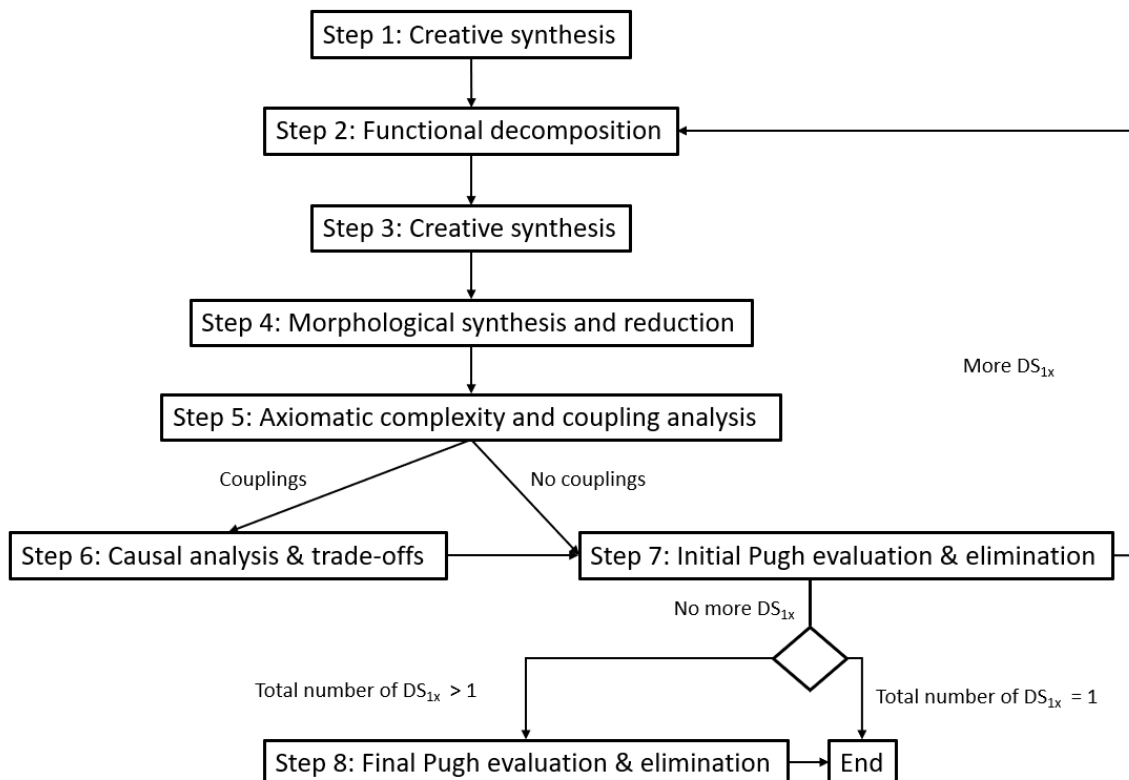 Step 1: Creative synthesis
Step 2: Functional decomposition
Step 3: Creative synthesis
Step 4: Morphological synthesis and reduction
More DS₁ₓ
Step 5: Axiomatic complexity and coupling analysis
Couplings
No couplings
Step 6: Causal analysis & trade-offs
Step 7: Initial Pugh evaluation & elimination
No more DS₁ₓ
Total number of DS₁ₓ > 1
Total number of DS₁ₓ = 1
Step 8: Final Pugh evaluation & elimination
End